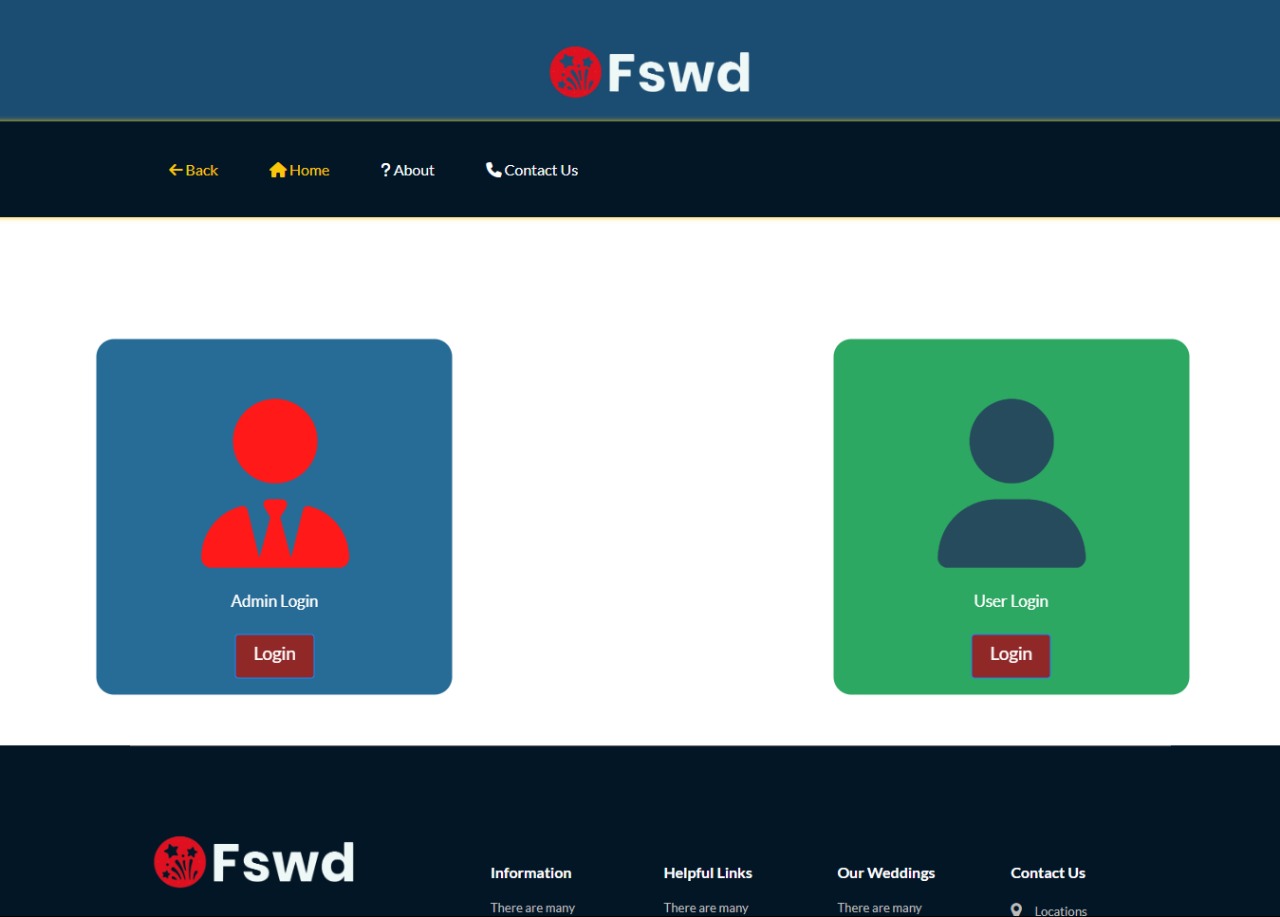 Fswd
Back Home ? About Contact Us
Admin Login
Login
User Login
Login
Fswd
Information
There are many
Helpful Links
There are many
Our Weddings
There are many
Contact Us
Locations